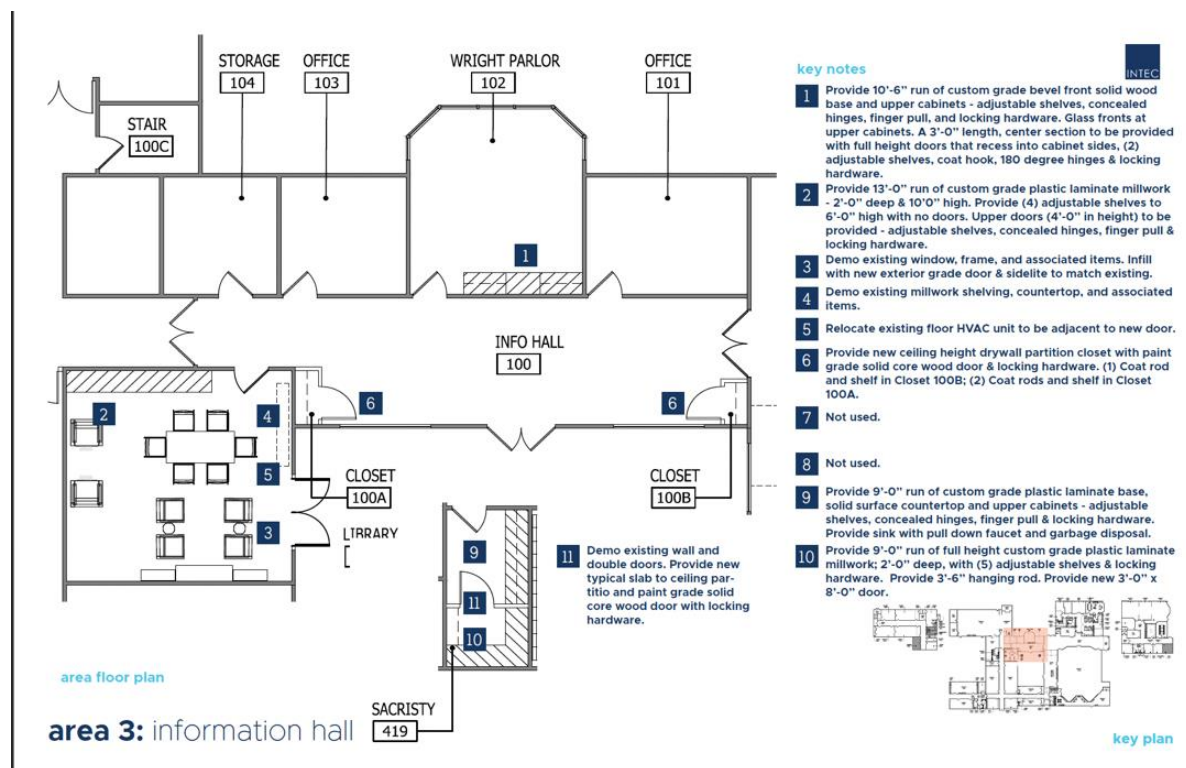 STORAGE
104
OFFICE
103
WRIGHT PARLOR
102
OFFICE
101
STAIR
100C
1
INFO HALL
100
2
4
6
6
5
3
CLOSET
100A
CLOSET
100B
LIBRARY
9
11
10
SACRISTY
419
11
Demo existing wall and
double doors. Provide new
typical slab to ceiling par-
titio and paint grade solid
core wood door with locking
hardware.
area floor plan
area 3: information hall
INTEC
key notes
1
Provide 10'-6" run of custom grade bevel front solid wood
base and upper cabinets - adjustable shelves, concealed
hinges, finger pull, and locking hardware. Glass fronts at
upper cabinets. A 3'-0" length, center section to be provided
with full height doors that recess into cabinet sides, (2)
adjustable shelves, coat hook, 180 degree hinges & locking
hardware.
2
Provide 13'-0" run of custom grade plastic laminate millwork
- 2'-0" deep & 10'0" high. Provide (4) adjustable shelves to
6'-0" high with no doors. Upper doors (4'-0" in height) to be
provided - adjustable shelves, concealed hinges, finger pull &
locking hardware.
3
Demo existing window, frame, and associated items. Infill
with new exterior grade door & sidelite to match existing.
4
Demo existing millwork shelving, countertop, and associated
items.
5
Relocate existing floor HVAC unit to be adjacent to new door.
6
Provide new ceiling height drywall partition closet with paint
grade solid core wood door & locking hardware. (1) Coat rod
and shelf in Closet 100B; (2) Coat rods and shelf in Closet
100A.
7
Not used.
8
Not used.
9
Provide 9'-0" run of custom grade plastic laminate base,
solid surface countertop and upper cabinets - adjustable
shelves, concealed hinges, finger pull & locking hardware.
Provide sink with pull down faucet and garbage disposal.
10
Provide 9'-0" run of full height custom grade plastic laminate
millwork; 2'-0" deep, with (5) adjustable shelves & locking
hardware. Provide 3'-6" hanging rod. Provide new 3'-0" x
8'-0" door.
key plan